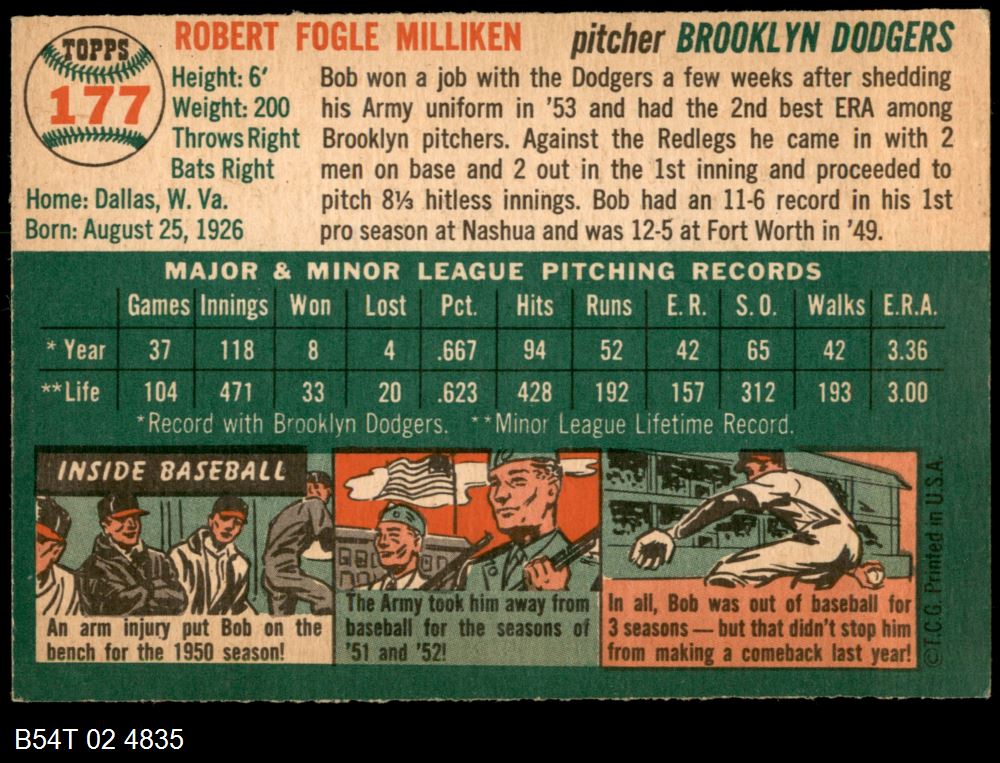 TOPPS
177
ROBERT FOGLE MILLIKEN pitcher BROOKLYN DODGERS
Height: 6'
Weight: 200
Throws Right
Bats Right
Home: Dallas, W. Va.
Born: August 25, 1926
Bob won a job with the Dodgers a few weeks after shedding
his Army uniform in '53 and had the 2nd best ERA among
Brooklyn pitchers. Against the Redlegs he came in with 2
men on base and 2 out in the 1st inning and proceeded to
pitch 8⅓ hitless innings. Bob had an 11-6 record in his 1st
pro season at Nashua and was 12-5 at Fort Worth in '49.
MAJOR & MINOR LEAGUE PITCHING RECORDS
Games Innings Won Lost Pct. Hits Runs E.R. S.O. Walks E.R.A.
* Year 37 118 8 4 .667 94 52 42 65 42 3.36
**Life 104 471 33 20 .623 428 192 157 312 193 3.00
*Record with Brooklyn Dodgers. **Minor League Lifetime Record.
INSIDE BASEBALL
An arm injury put Bob on the
bench for the 1950 season!
The Army took him away from
baseball for the seasons of
'51 and '52!
In all, Bob was out of baseball for
3 seasons — but that didn't stop him
from making a comeback last year!
©T.C.G. Printed in U.S.A.
B54T 02 4835